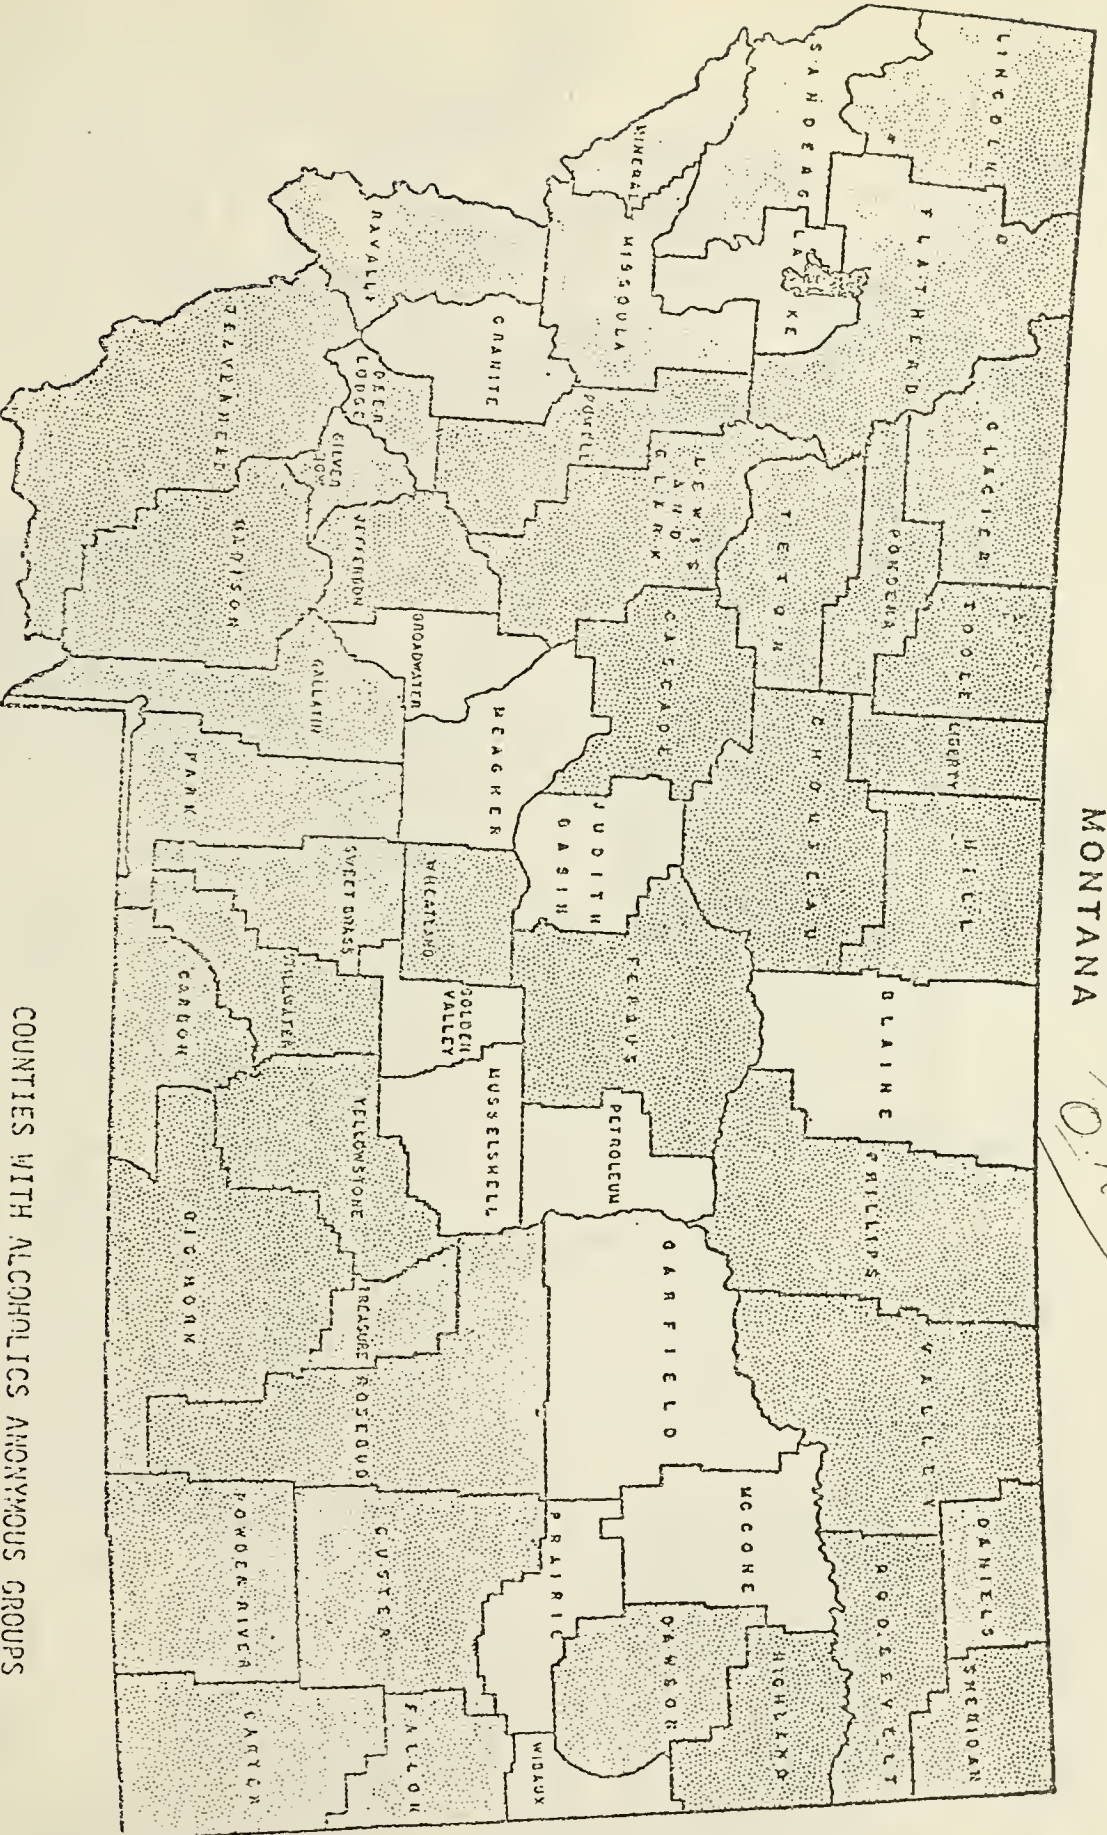 MONTANA
LINCOLN
FLATHEAD
GLACIER
TOOLE
LIBERTY
HILL
BLAINE
PHILLIPS
VALLEY
DANIELS
SHERIDAN
ROOSEVELT
SANDERS
LAKE
PONDERA
TETON
CHOUTEAU
MINERAL
MISSOULA
POWELL
LEWIS
AND
CLARK
CASCADE
JUDITH
BASIN
FERGUS
PETROLEUM
GARFIELD
MCCONE
RICHLAND
DAWSON
PRAIRIE
WIBAUX
RAVALLI
GRANITE
DEER
LODGE
SILVER
BOW
JEFFERSON
BROADWATER
MEAGHER
WHEATLAND
GOLDEN
VALLEY
MUSSELSHELL
TREASURE
ROSEBUD
CUSTER
FALLON
BEAVERHEAD
MADISON
GALLATIN
PARK
SWEET GRASS
STILLWATER
CARBON
YELLOWSTONE
BIG HORN
POWDER RIVER
CARTER
COUNTIES WITH ALCOHOLICS ANONYMOUS GROUPS